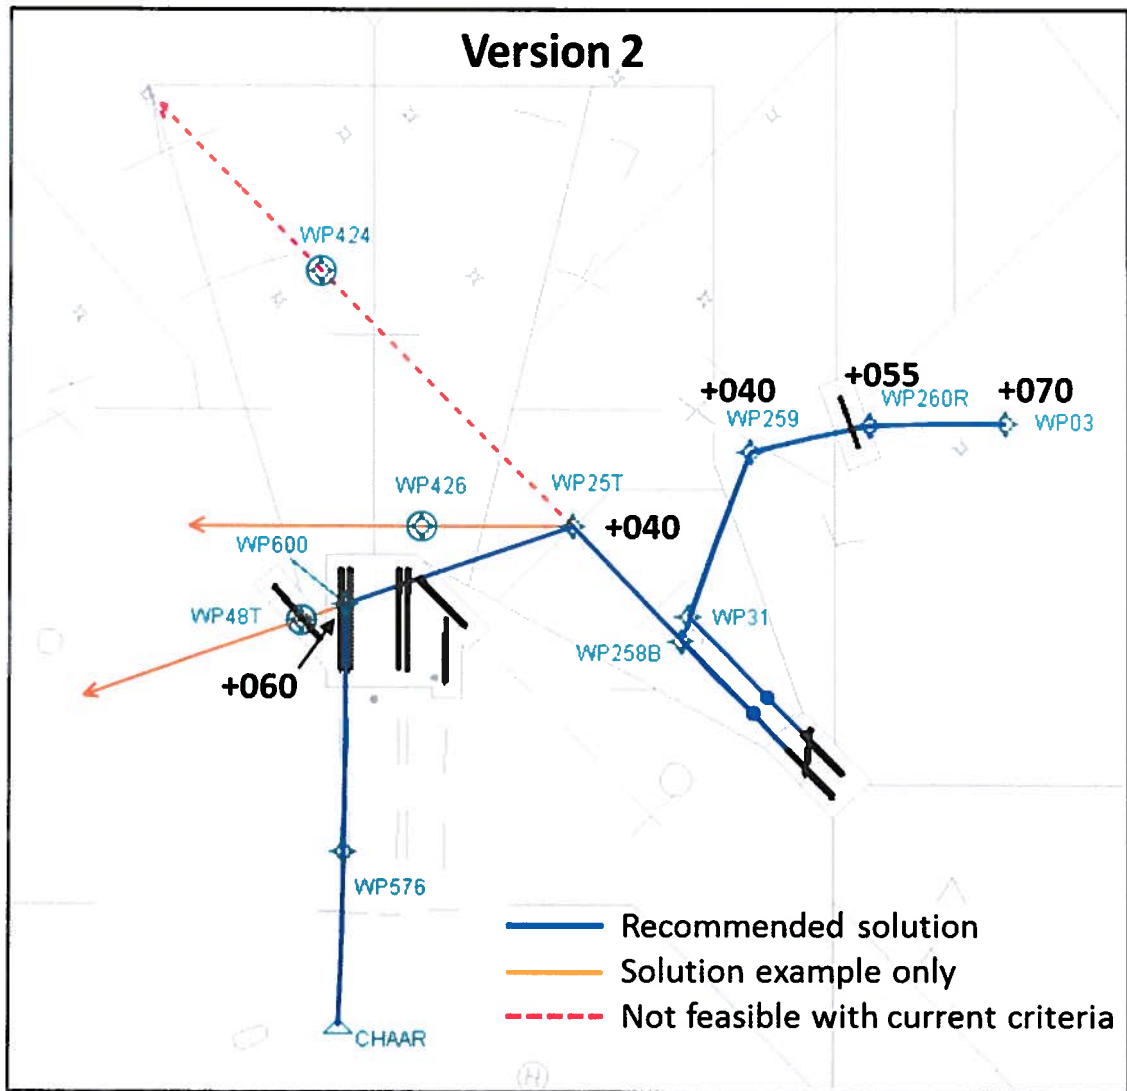 Version 2
WP424
+040
+055
+070
WP259
WP260R
WP03
WP426
WP25T
+040
WP600
WP48T
WP31
WP258B
+060
WP576
Recommended solution
Solution example only
Not feasible with current criteria
CHAAR
(H)